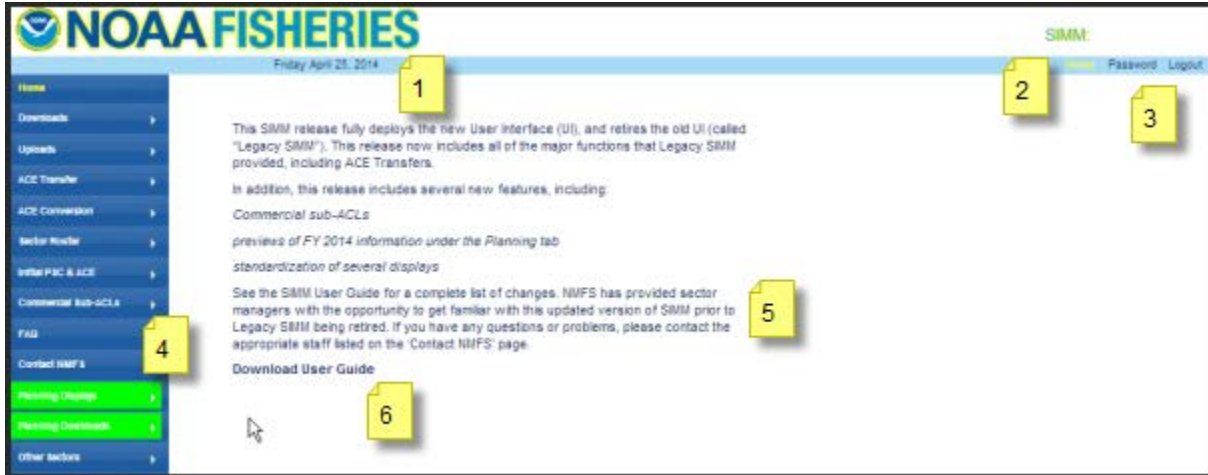 NOAA FISHERIES
SIMM:
Friday April 25, 2014
1
2
Home Password Logout
3
Home
Downloads
Uploads
ACE Transfer
ACE Conversion
Sector Roster
Initial PSC & ACE
Commercial Sub-ACLs
FAQ
4
Contact NMFS
Planning Displays
Planning Downloads
Other Sectors
This SIMM release fully deploys the new User Interface (UI), and retires the old UI (called
"Legacy SIMM"). This release now includes all of the major functions that Legacy SIMM
provided, including ACE Transfers.
In addition, this release includes several new features, including:
Commercial sub-ACLs
previews of FY 2014 information under the Planning tab
standardization of several displays
See the SIMM User Guide for a complete list of changes. NMFS has provided sector
managers with the opportunity to get familiar with this updated version of SIMM prior to
Legacy SIMM being retired. If you have any questions or problems, please contact the
appropriate staff listed on the 'Contact NMFS' page.
5
Download User Guide
6